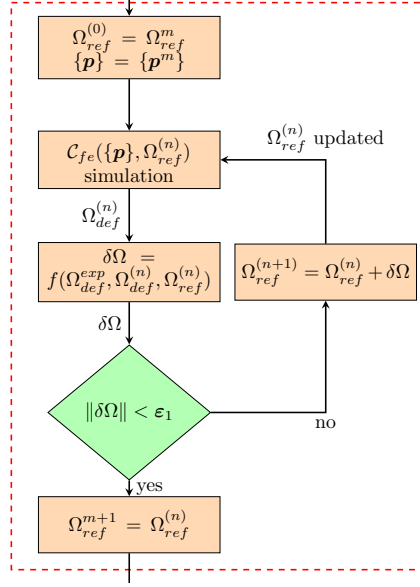 Ω_{ref}^{(0)} = Ω_{ref}^{m}
{p} = {p^{m}}
Ω_{ref}^{(n)} updated
C_{fe}({p}, Ω_{ref}^{(n)})
simulation
Ω_{def}^{(n)}
δΩ =
f(Ω_{def}^{exp}, Ω_{def}^{(n)}, Ω_{ref}^{(n)})
Ω_{ref}^{(n+1)} = Ω_{ref}^{(n)} + δΩ
δΩ
‖δΩ‖ < ε_{1}
no
yes
Ω_{ref}^{m+1} = Ω_{ref}^{(n)}